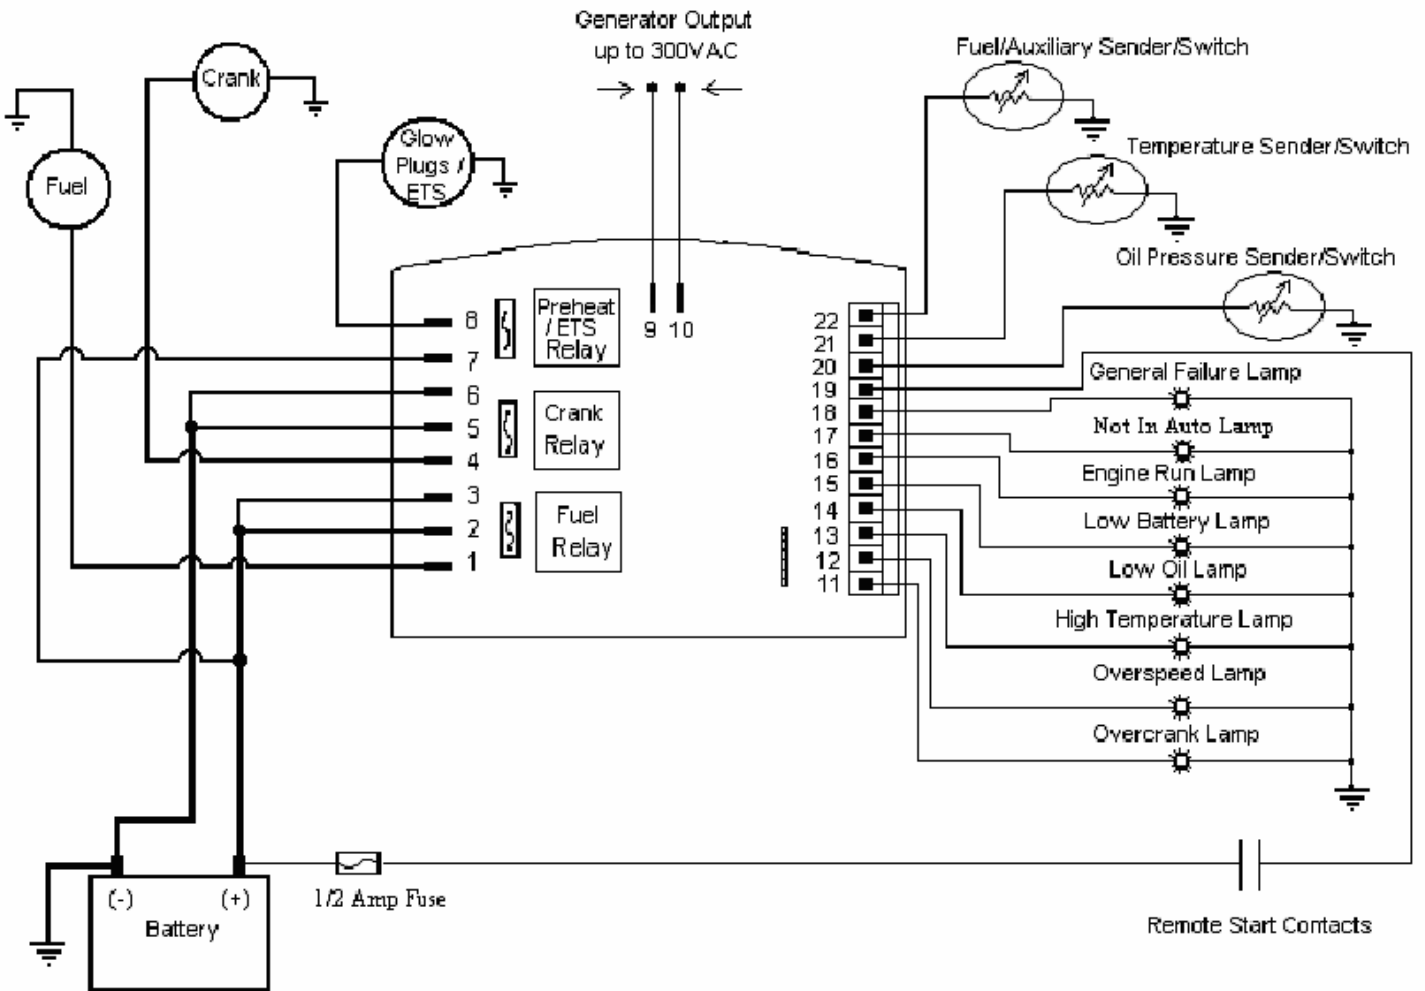 Generator Output
up to 300VAC
Fuel/Auxiliary Sender/Switch
Crank
Glow
Plugs /
ETS
Temperature Sender/Switch
Fuel
Oil Pressure Sender/Switch
8
7
6
5
4
3
2
1
Preheat
/ ETS
Relay
Crank
Relay
Fuel
Relay
9 10
22
21
20
19
18
17
16
15
14
13
12
11
General Failure Lamp
Not In Auto Lamp
Engine Run Lamp
Low Battery Lamp
Low Oil Lamp
High Temperature Lamp
Overspeed Lamp
Overcrank Lamp
(-) (+)
Battery
1/2 Amp Fuse
Remote Start Contacts